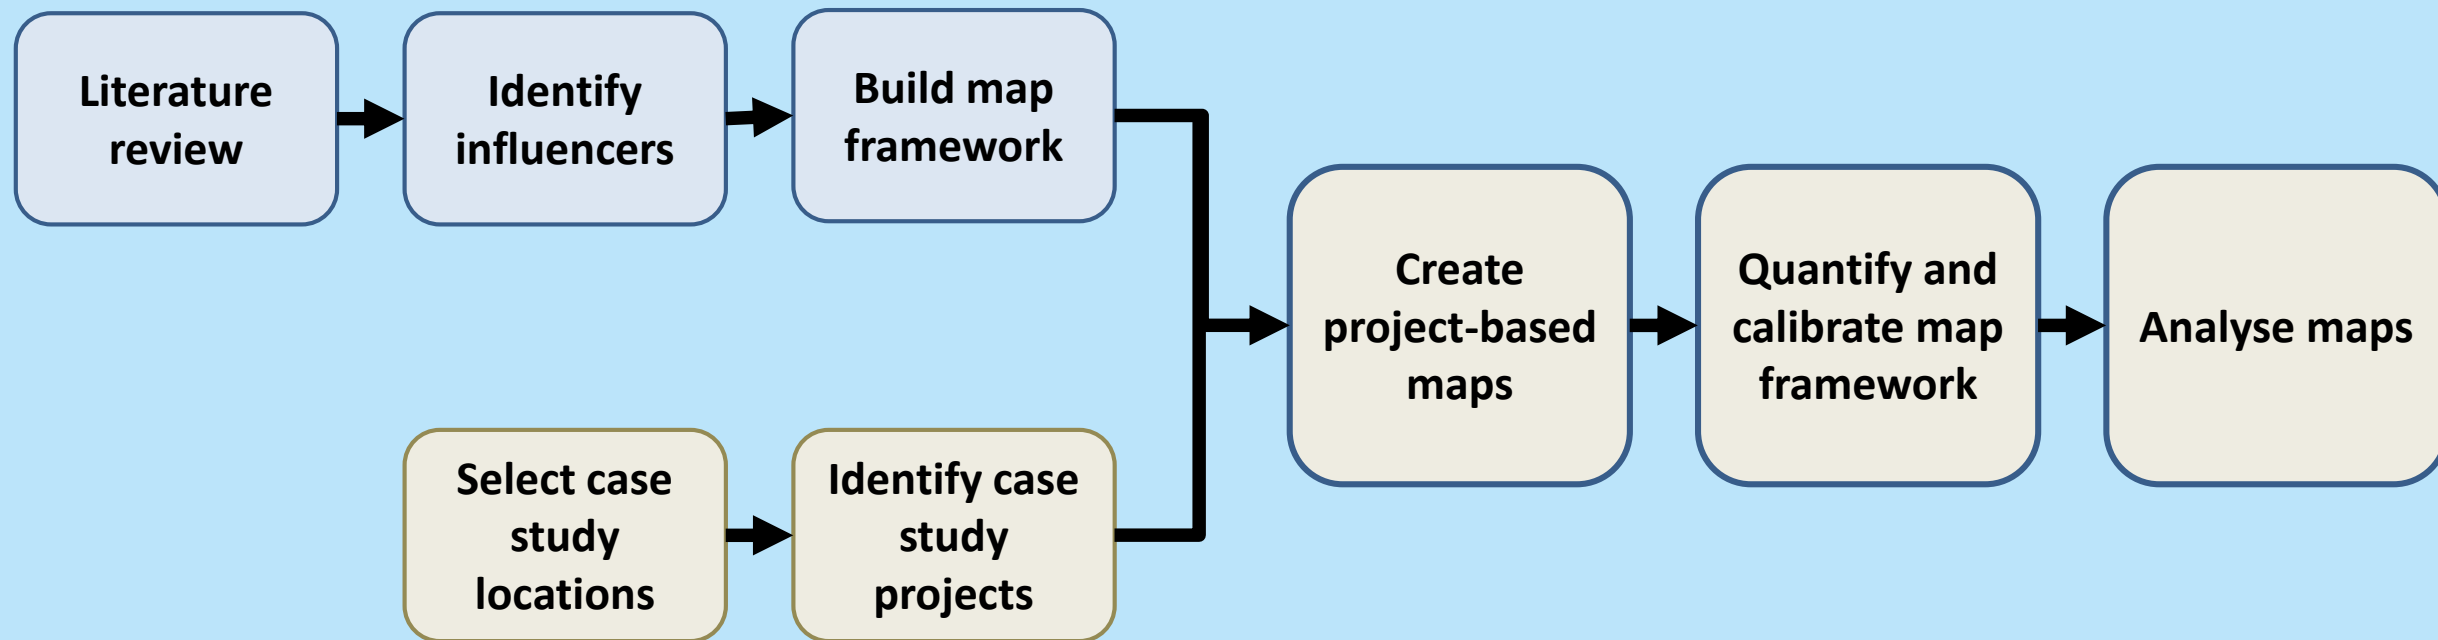 Literature
review
Identify
influencers
Build map
framework
Select case
study
locations
Identify case
study
projects
Create
project-based
maps
Quantify and
calibrate map
framework
Analyse maps